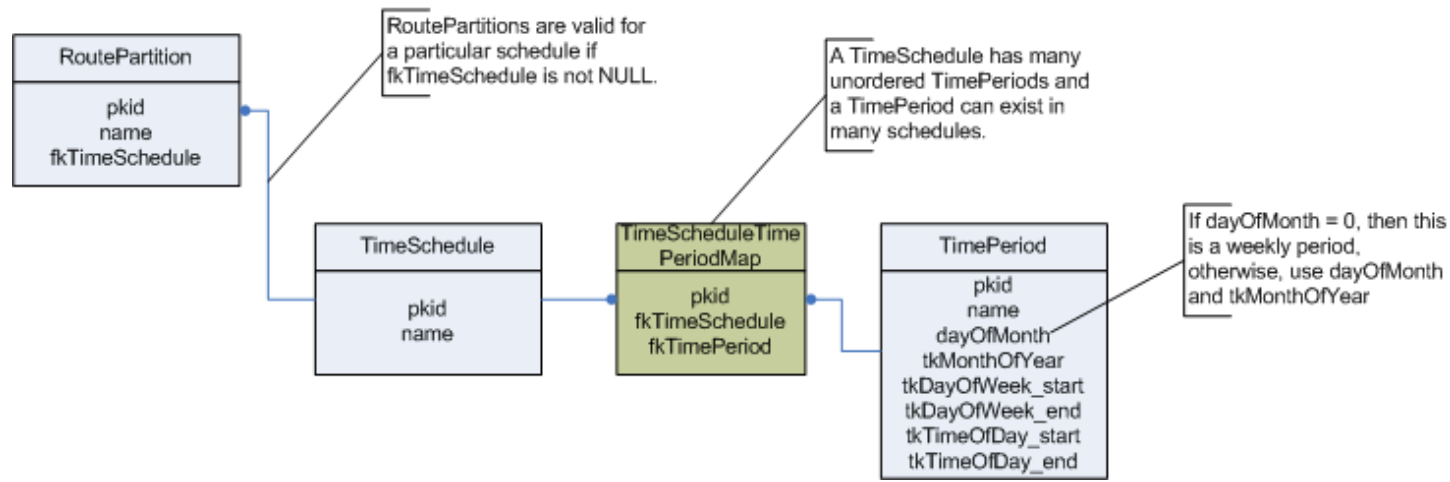 RoutePartition
pkid
name
fkTimeSchedule
RoutePartitions are valid for
a particular schedule if
fkTimeSchedule is not NULL.
A TimeSchedule has many
unordered TimePeriods and
a TimePeriod can exist in
many schedules.
TimeSchedule
pkid
name
TimeScheduleTime
PeriodMap
pkid
fkTimeSchedule
fkTimePeriod
TimePeriod
pkid
name
dayOfMonth
tkMonthOfYear
tkDayOfWeek_start
tkDayOfWeek_end
tkTimeOfDay_start
tkTimeOfDay_end
If dayOfMonth = 0, then this
is a weekly period,
otherwise, use dayOfMonth
and tkMonthOfYear